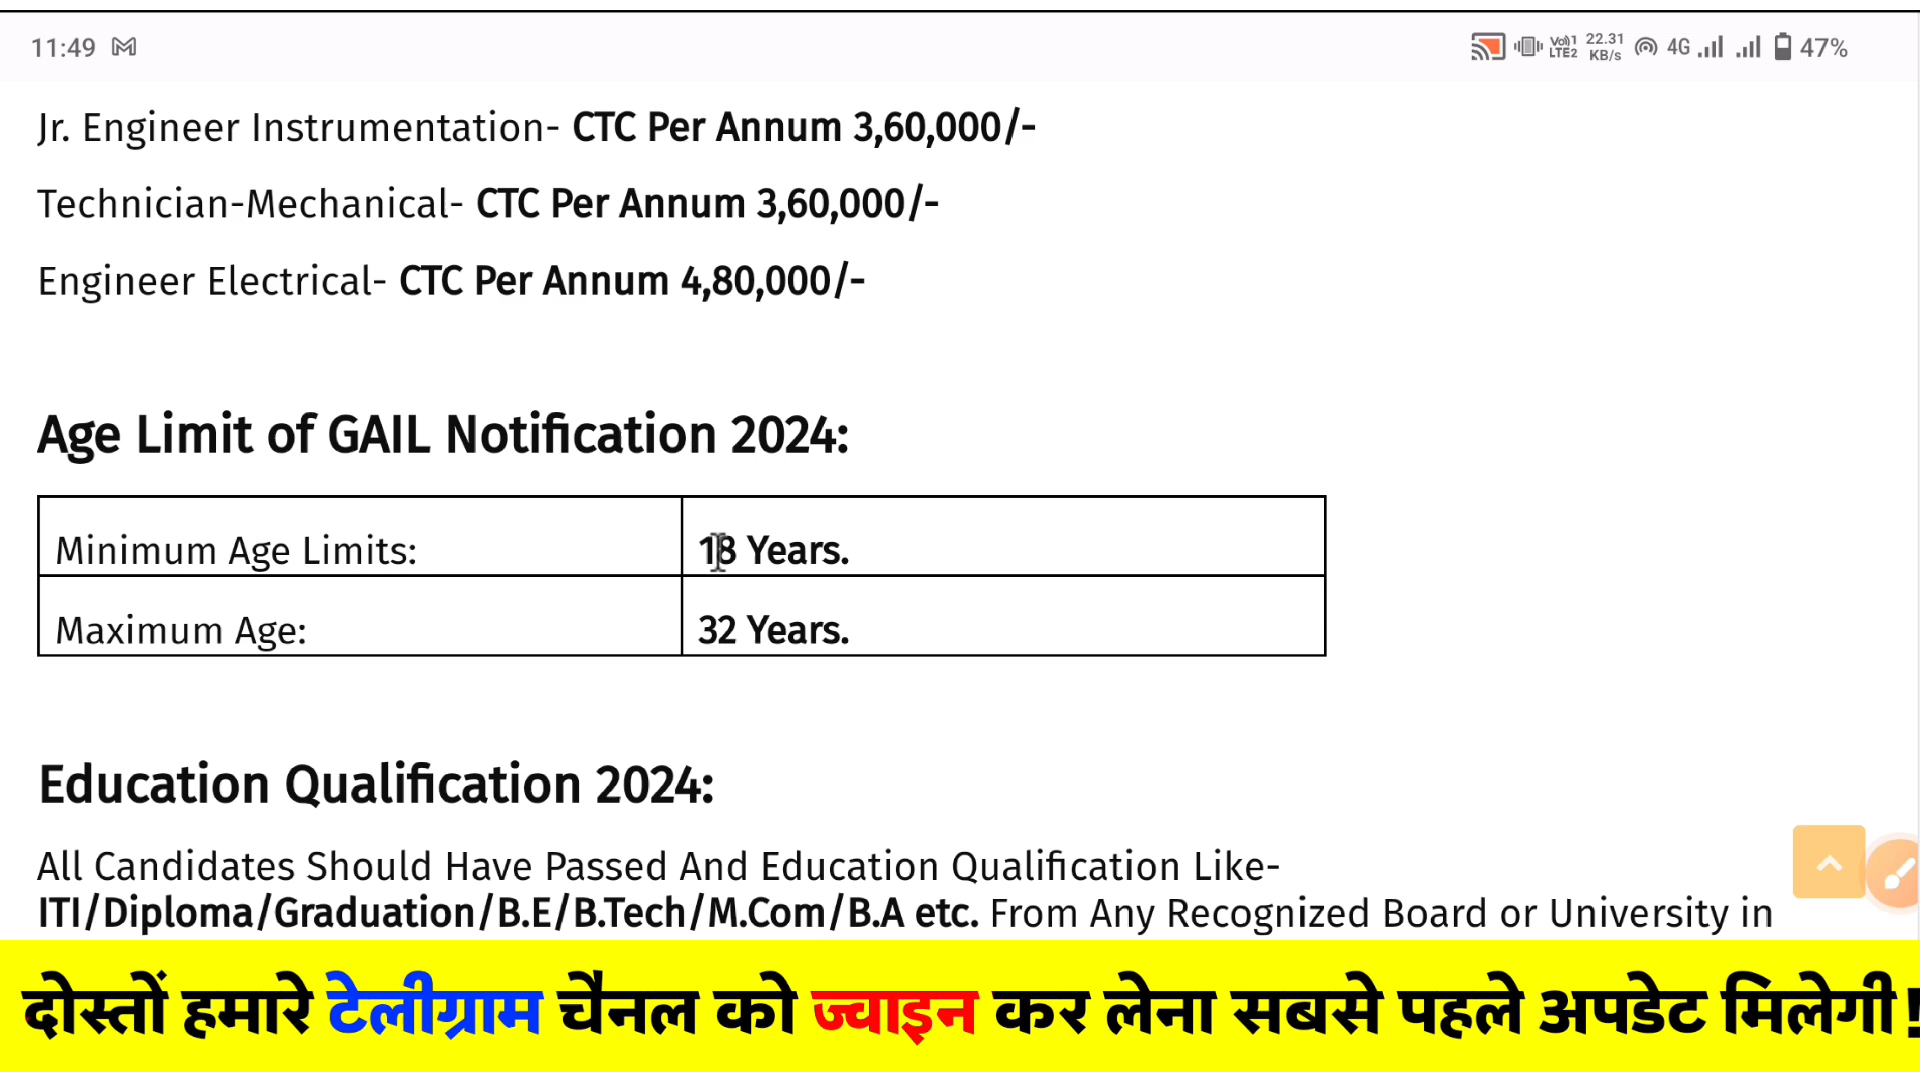 11:49
Vo)) 1 LTE2 22.31 KB/s 4G 47%
Jr. Engineer Instrumentation- CTC Per Annum 3,60,000/-
Technician-Mechanical- CTC Per Annum 3,60,000/-
Engineer Electrical- CTC Per Annum 4,80,000/-
Age Limit of GAIL Notification 2024:
Minimum Age Limits: 18 Years.
Maximum Age: 32 Years.
Education Qualification 2024:
All Candidates Should Have Passed And Education Qualification Like-
ITI/Diploma/Graduation/B.E/B.Tech/M.Com/B.A etc. From Any Recognized Board or University in
दोस्तों हमारे टेलीग्राम चैनल को ज्वाइन कर लेना सबसे पहले अपडेट मिलेगी!